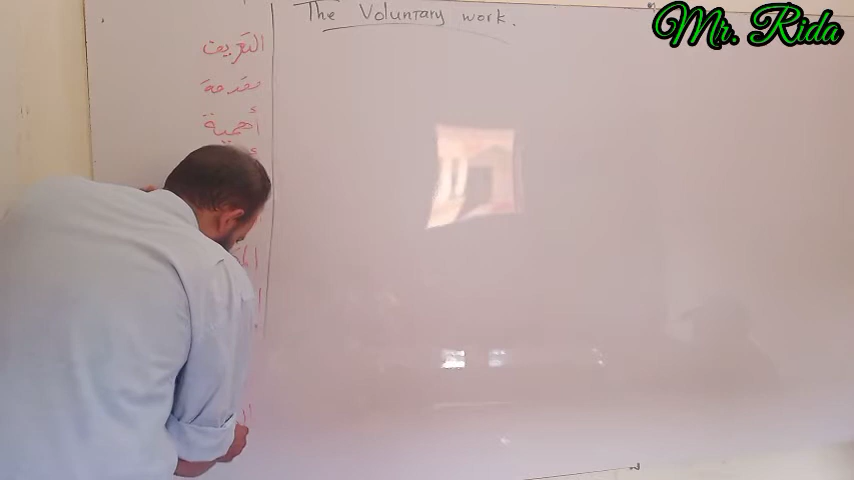 The Voluntary work.
Mr. Rida
التعريف
مقدمة
أهمية